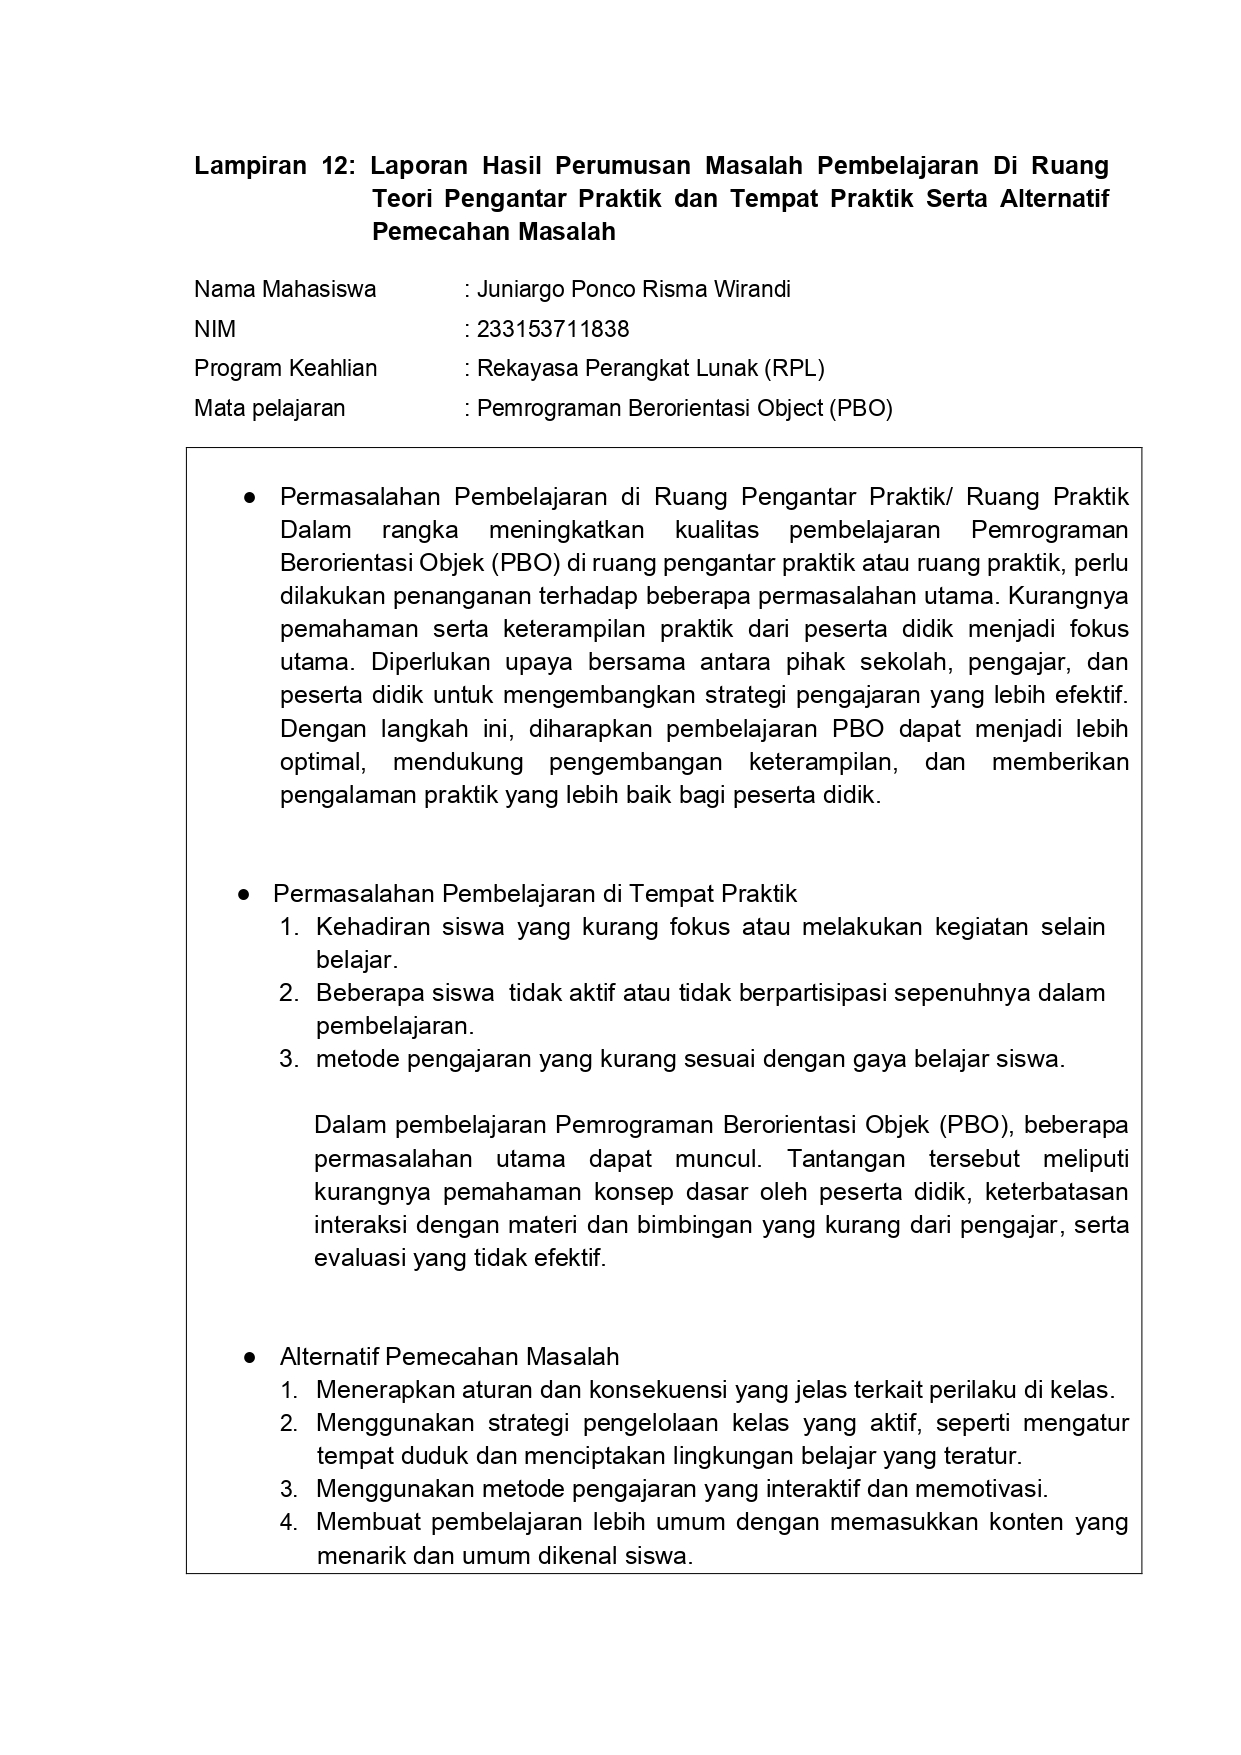 Lampiran 12: Laporan Hasil Perumusan Masalah Pembelajaran Di Ruang
Teori Pengantar Praktik dan Tempat Praktik Serta Alternatif
Pemecahan Masalah
Nama Mahasiswa : Juniargo Ponco Risma Wirandi
NIM : 233153711838
Program Keahlian : Rekayasa Perangkat Lunak (RPL)
Mata pelajaran : Pemrograman Berorientasi Object (PBO)
● Permasalahan Pembelajaran di Ruang Pengantar Praktik/ Ruang Praktik
Dalam rangka meningkatkan kualitas pembelajaran Pemrograman
Berorientasi Objek (PBO) di ruang pengantar praktik atau ruang praktik, perlu
dilakukan penanganan terhadap beberapa permasalahan utama. Kurangnya
pemahaman serta keterampilan praktik dari peserta didik menjadi fokus
utama. Diperlukan upaya bersama antara pihak sekolah, pengajar, dan
peserta didik untuk mengembangkan strategi pengajaran yang lebih efektif.
Dengan langkah ini, diharapkan pembelajaran PBO dapat menjadi lebih
optimal, mendukung pengembangan keterampilan, dan memberikan
pengalaman praktik yang lebih baik bagi peserta didik.
● Permasalahan Pembelajaran di Tempat Praktik
1. Kehadiran siswa yang kurang fokus atau melakukan kegiatan selain
belajar.
2. Beberapa siswa tidak aktif atau tidak berpartisipasi sepenuhnya dalam
pembelajaran.
3. metode pengajaran yang kurang sesuai dengan gaya belajar siswa.
Dalam pembelajaran Pemrograman Berorientasi Objek (PBO), beberapa
permasalahan utama dapat muncul. Tantangan tersebut meliputi
kurangnya pemahaman konsep dasar oleh peserta didik, keterbatasan
interaksi dengan materi dan bimbingan yang kurang dari pengajar, serta
evaluasi yang tidak efektif.
● Alternatif Pemecahan Masalah
1. Menerapkan aturan dan konsekuensi yang jelas terkait perilaku di kelas.
2. Menggunakan strategi pengelolaan kelas yang aktif, seperti mengatur
tempat duduk dan menciptakan lingkungan belajar yang teratur.
3. Menggunakan metode pengajaran yang interaktif dan memotivasi.
4. Membuat pembelajaran lebih umum dengan memasukkan konten yang
menarik dan umum dikenal siswa.